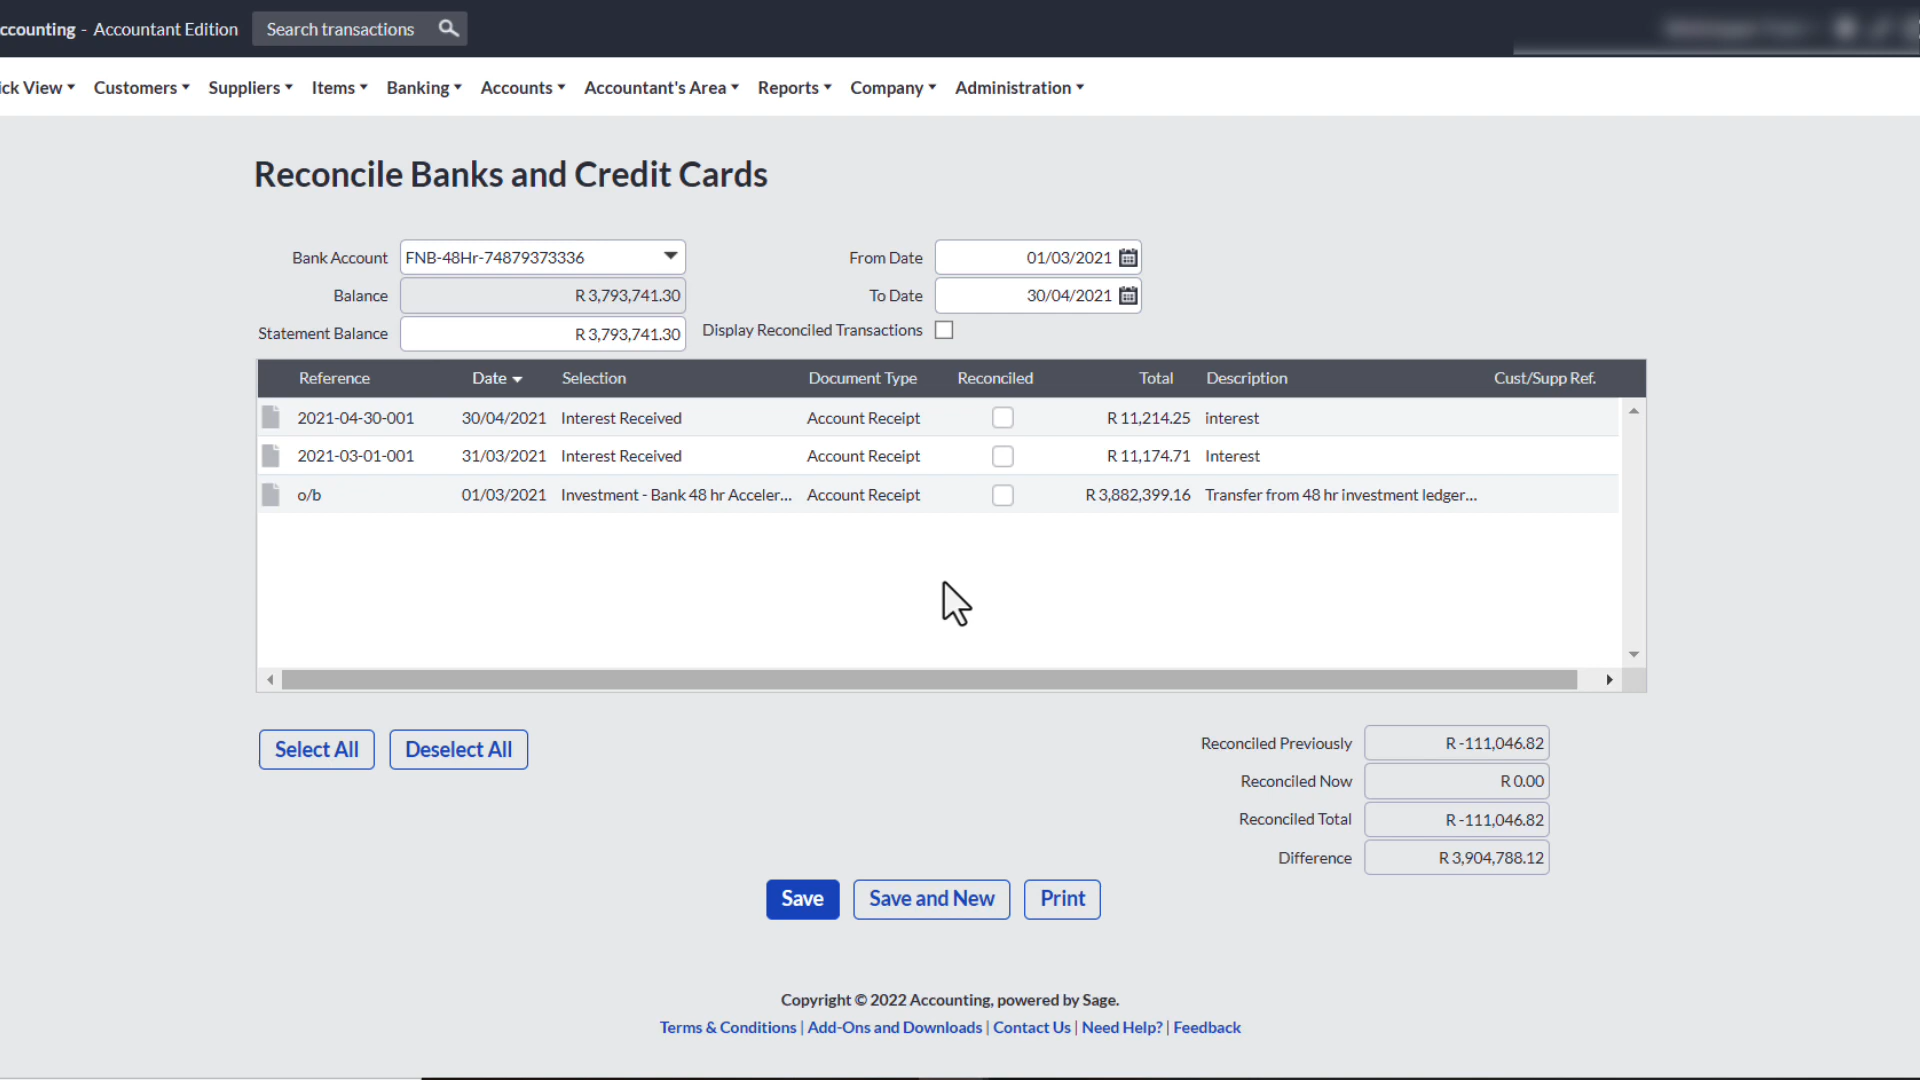 ccounting - Accountant Edition Search transactions
ick View Customers Suppliers Items Banking Accounts Accountant's Area Reports Company Administration
Reconcile Banks and Credit Cards
Bank Account FNB-48Hr-74879373336 From Date 01/03/2021
Balance R 3,793,741.30 To Date 30/04/2021
Statement Balance R 3,793,741.30 Display Reconciled Transactions
Reference Date Selection Document Type Reconciled Total Description Cust/Supp Ref.
2021-04-30-001 30/04/2021 Interest Received Account Receipt R 11,214.25 interest
2021-03-01-001 31/03/2021 Interest Received Account Receipt R 11,174.71 Interest
o/b 01/03/2021 Investment - Bank 48 hr Acceler... Account Receipt R 3,882,399.16 Transfer from 48 hr investment ledger...
Select All Deselect All
Reconciled Previously R -111,046.82
Reconciled Now R 0.00
Reconciled Total R -111,046.82
Difference R 3,904,788.12
Save Save and New Print
Copyright © 2022 Accounting, powered by Sage.
Terms & Conditions | Add-Ons and Downloads | Contact Us | Need Help? | Feedback